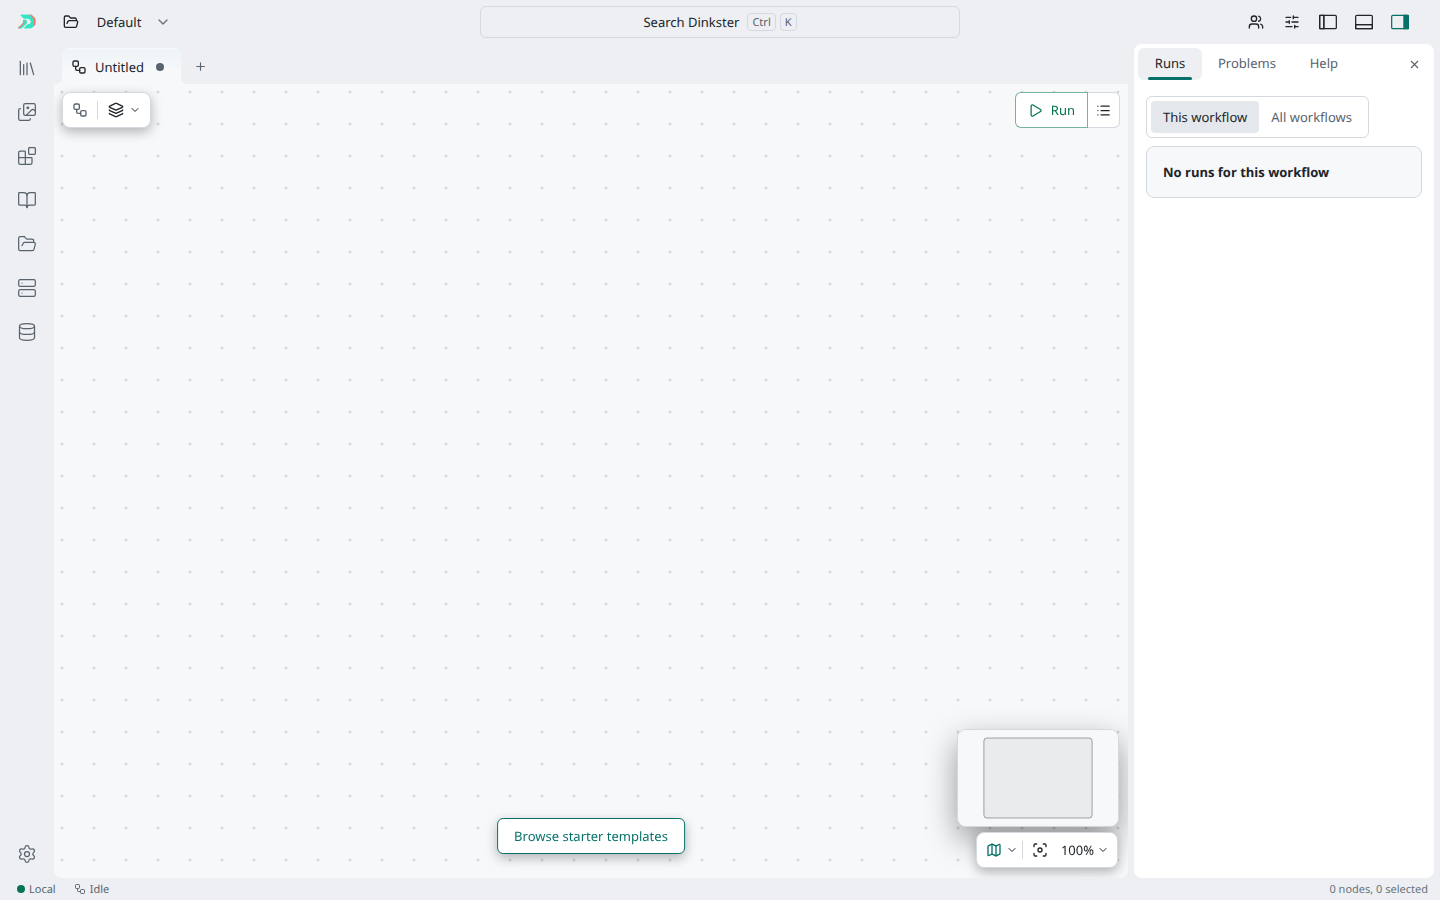 Default
Search Dinkster Ctrl K
Untitled
Run
Runs Problems Help
This workflow All workflows
No runs for this workflow
Browse starter templates
100%
Local Idle
0 nodes, 0 selected